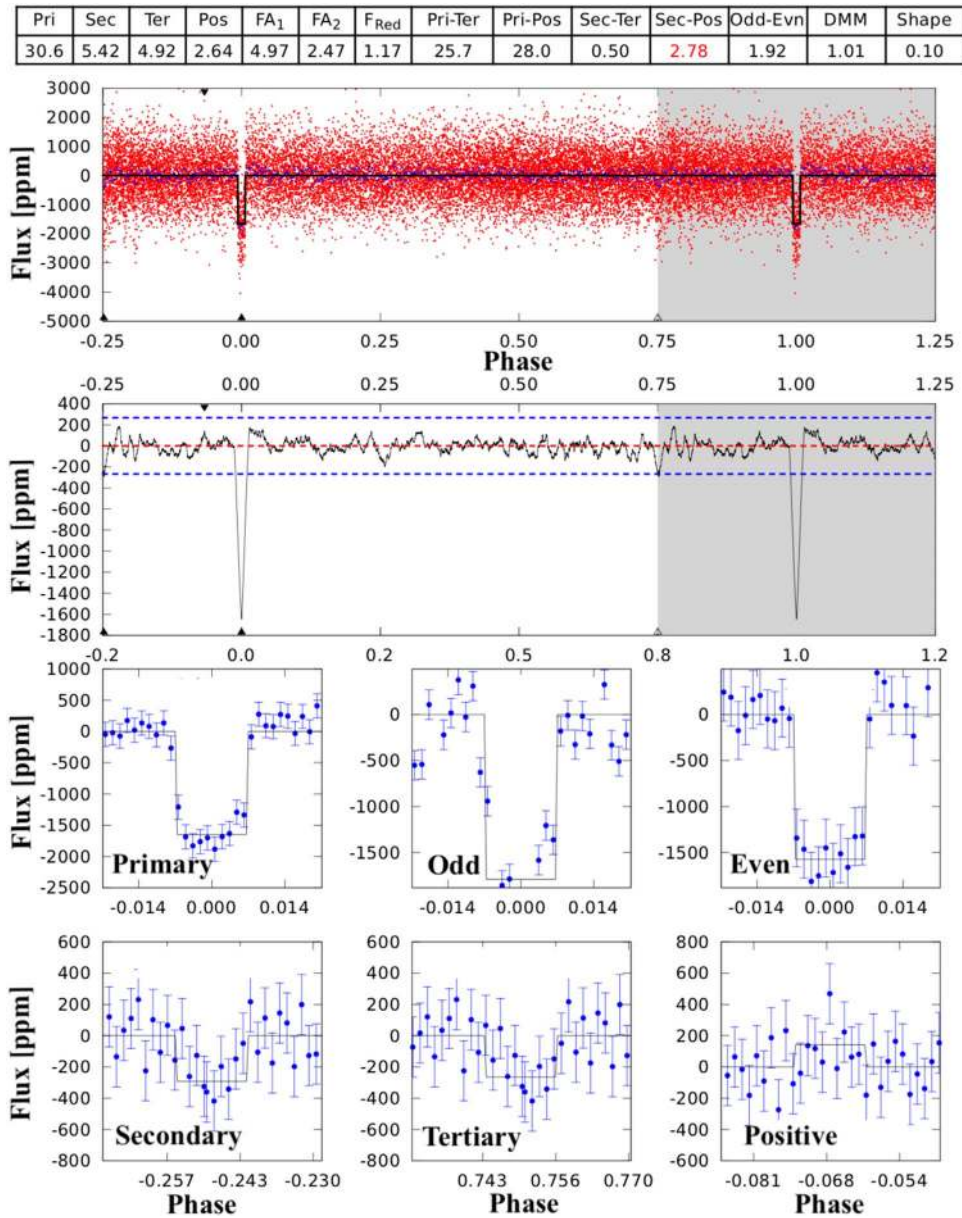 Pri Sec Ter Pos FA1 FA2 FRed Pri-Ter Pri-Pos Sec-Ter Sec-Pos Odd-Evn DMM Shape
30.6 5.42 4.92 2.64 4.97 2.47 1.17 25.7 28.0 0.50 2.78 1.92 1.01 0.10
3000
2000
1000
0
-1000
-2000
-3000
-4000
-5000
Flux [ppm]
-0.25 0.00 0.25 0.50 0.75 1.00 1.25
Phase
-0.25 0.00 0.25 0.50 0.75 1.00 1.25
400
200
0
-200
-400
-600
-800
-1000
-1200
-1400
-1600
-1800
Flux [ppm]
-0.2 0.0 0.2 0.5 0.8 1.0 1.2
1000
500
0
-500
-1000
-1500
-2000
-2500
Flux [ppm]
Primary
-0.014 0.000 0.014
0
-500
-1000
-1500
Odd
-0.014 0.000 0.014
0
-500
-1000
-1500
Even
-0.014 0.000 0.014
600
400
200
0
-200
-400
-600
-800
Flux [ppm]
Secondary
-0.257 -0.243 -0.230
Phase
600
400
200
0
-200
-400
-600
-800
Tertiary
0.743 0.756 0.770
Phase
800
600
400
200
0
-200
-400
-600
Positive
-0.081 -0.068 -0.054
Phase